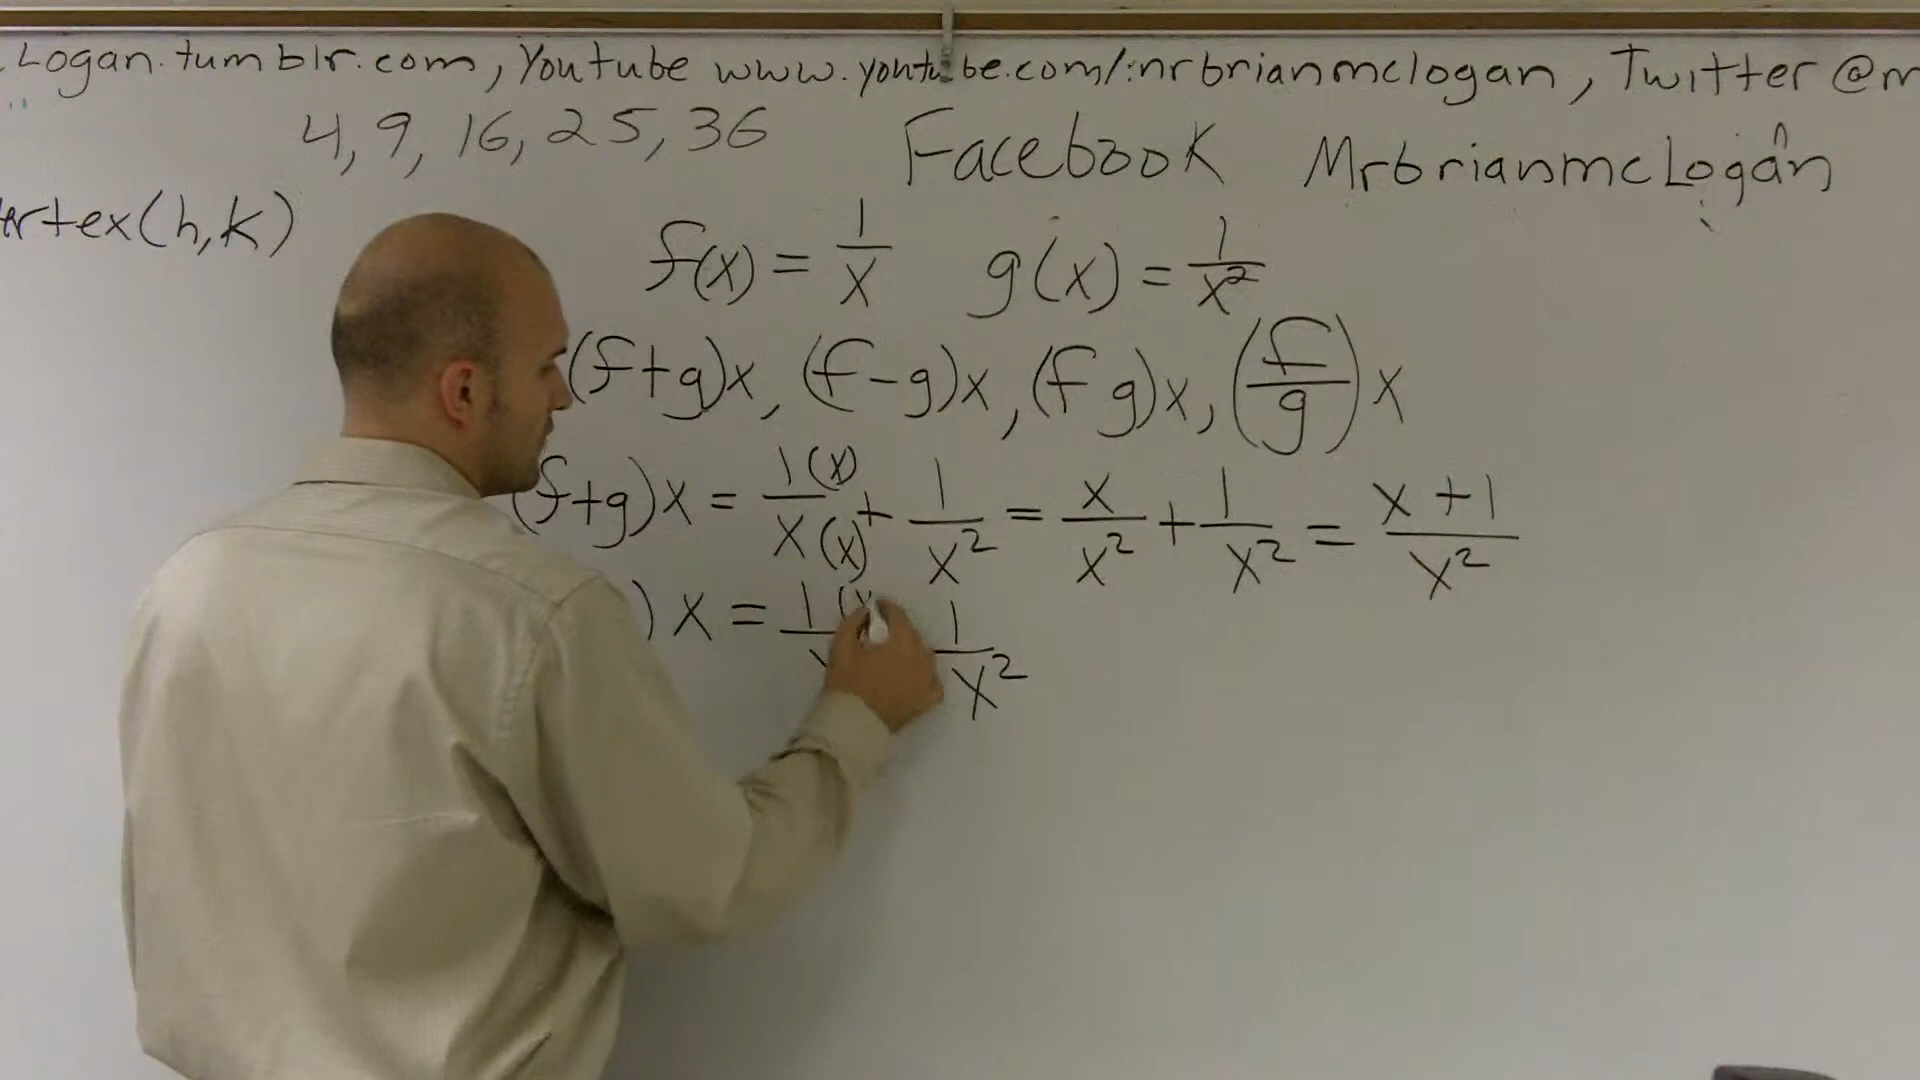 Logan.tumblr.com, Youtube www.youtube.com/mrbrianmclogan, Twitter @m
4, 9, 16, 25, 36 Facebook MrbrianmcLogan
ertex(h,k)
f(x) = 1/x g(x) = 1/x²
(f+g)x, (f-g)x, (fg)x, (f/g)x
(f+g)x = 1(x)/x(x) + 1/x² = x/x² + 1/x² = x+1/x²
)x = 1(x 1/x²